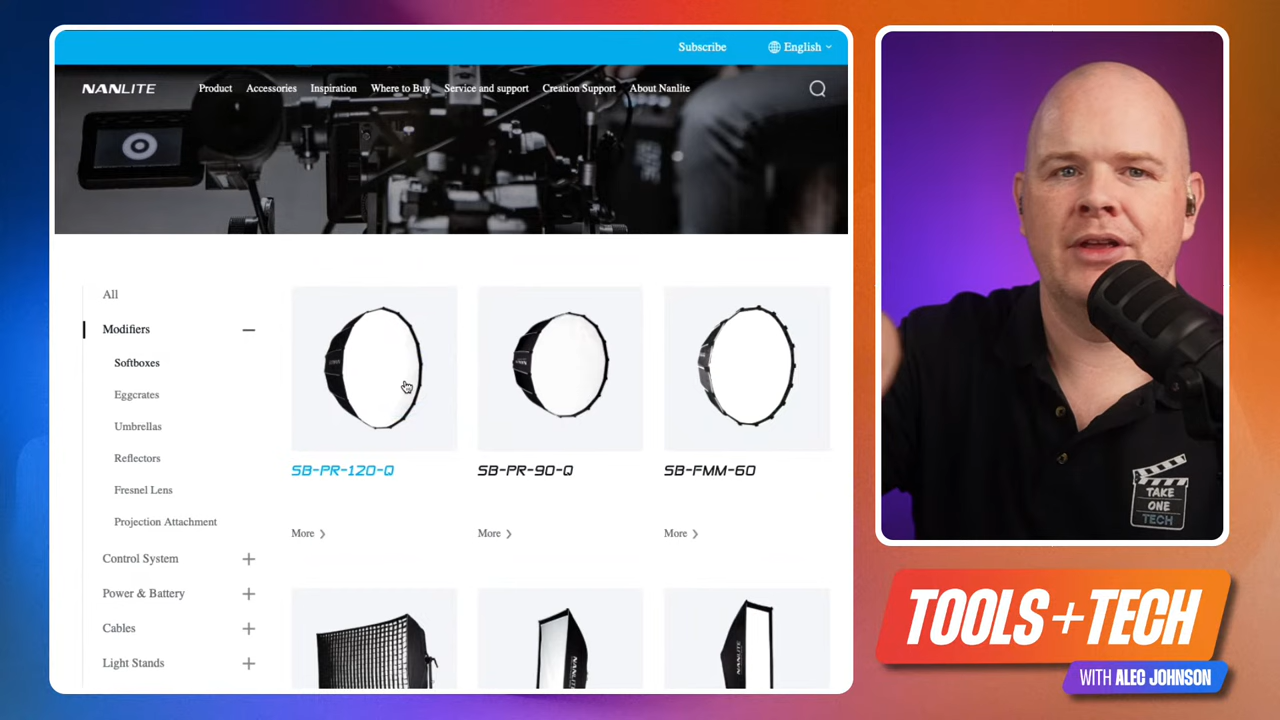 Subscribe
English
NANLITE
Product Accessories Inspiration Where to Buy Service and support Creation Support About Nanlite
All
Modifiers
Softboxes
Eggcrates
Umbrellas
Reflectors
Fresnel Lens
Projection Attachment
Control System
Power & Battery
Cables
Light Stands
SB-PR-120-Q
SB-PR-90-Q
SB-FMM-60
More
More
More
NANLITE
TAKE
ONE
TECH
TOOLS+TECH
WITH ALEC JOHNSON